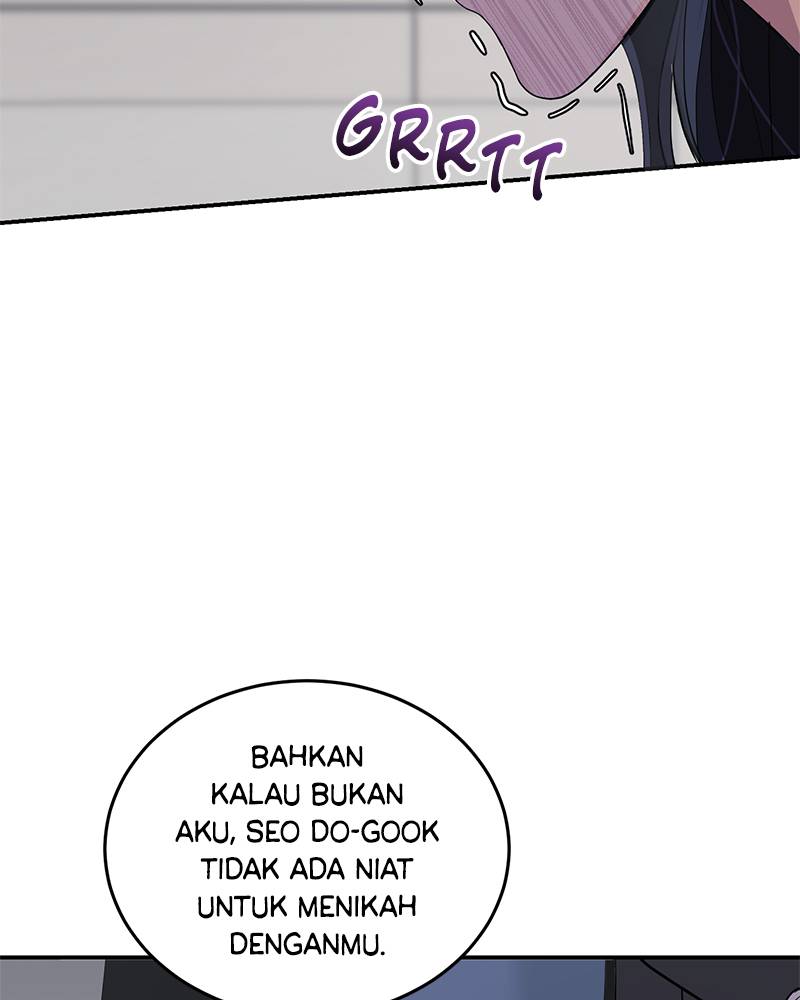 GRRTT
BAHKAN
KALAU BUKAN
AKU, SEO DO-GOOK
TIDAK ADA NIAT
UNTUK MENIKAH
DENGANMU.